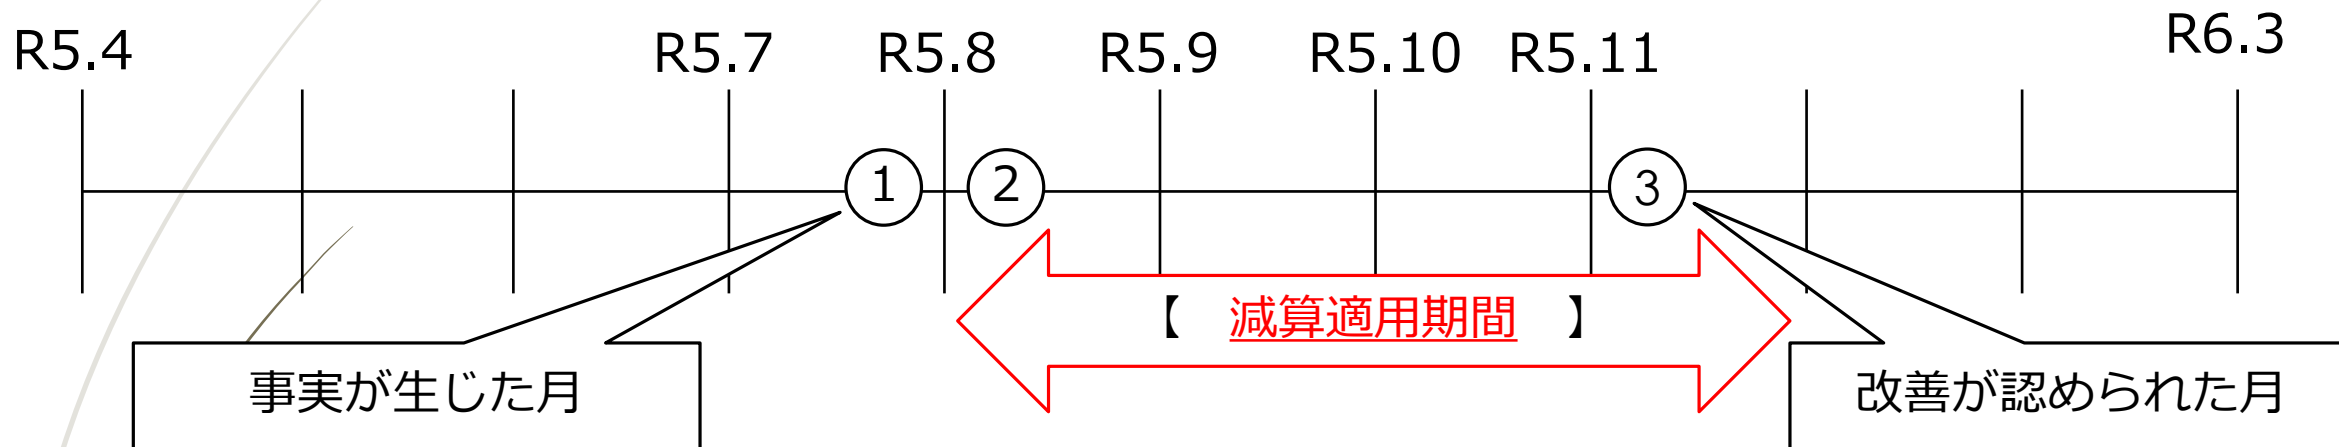 R5.4 R5.7 R5.8 R5.9 R5.10 R5.11 R6.3
① ② ③
【 減算適用期間 】
事実が生じた月 改善が認められた月